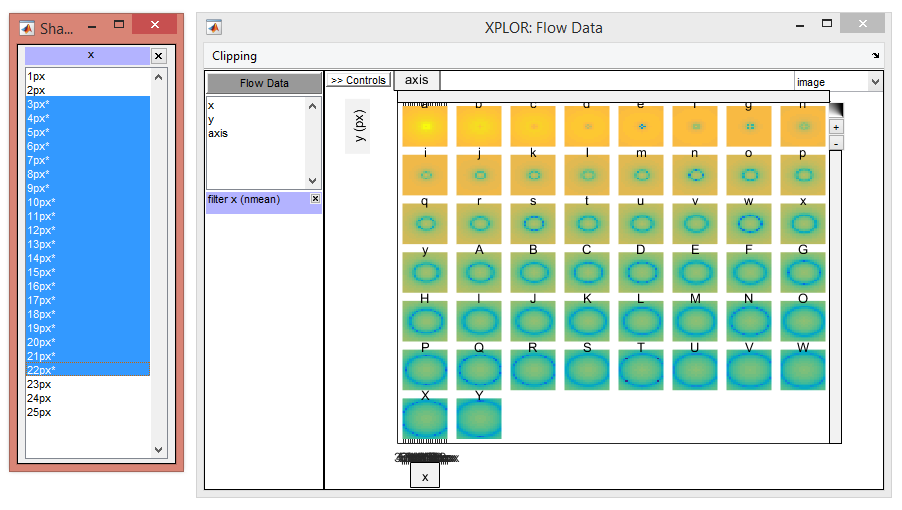 Sha...
x
1px
2px
3px*
4px*
5px*
6px*
7px*
8px*
9px*
10px*
11px*
12px*
13px*
14px*
15px*
16px*
17px*
18px*
19px*
20px*
21px*
22px*
23px
24px
25px
XPLOR: Flow Data
Clipping
Flow Data
x
y
axis
filter x (nmean)
>> Controls
axis
image
y (px)
+
-
a b c d e f g h
i j k l m n o p
q r s t u v w x
y A B C D E F G
H I J K L M N O
P Q R S T U V W
X Y
x